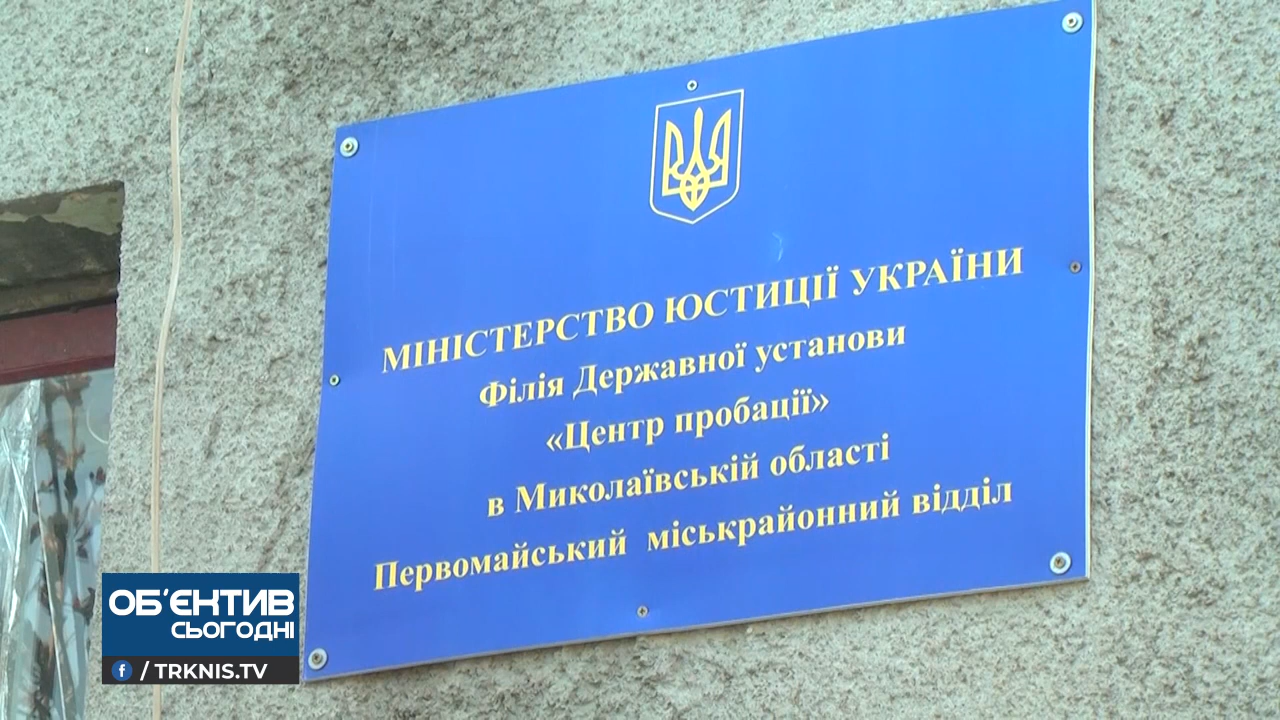 МІНІСТЕРСТВО ЮСТИЦІЇ УКРАЇНИ
Філія Державної установи
«Центр пробації»
в Миколаївській області
Первомайський міськрайонний відділ
ОБ'ЄКТИВ
СЬОГОДНІ
f / TRKNIS.TV